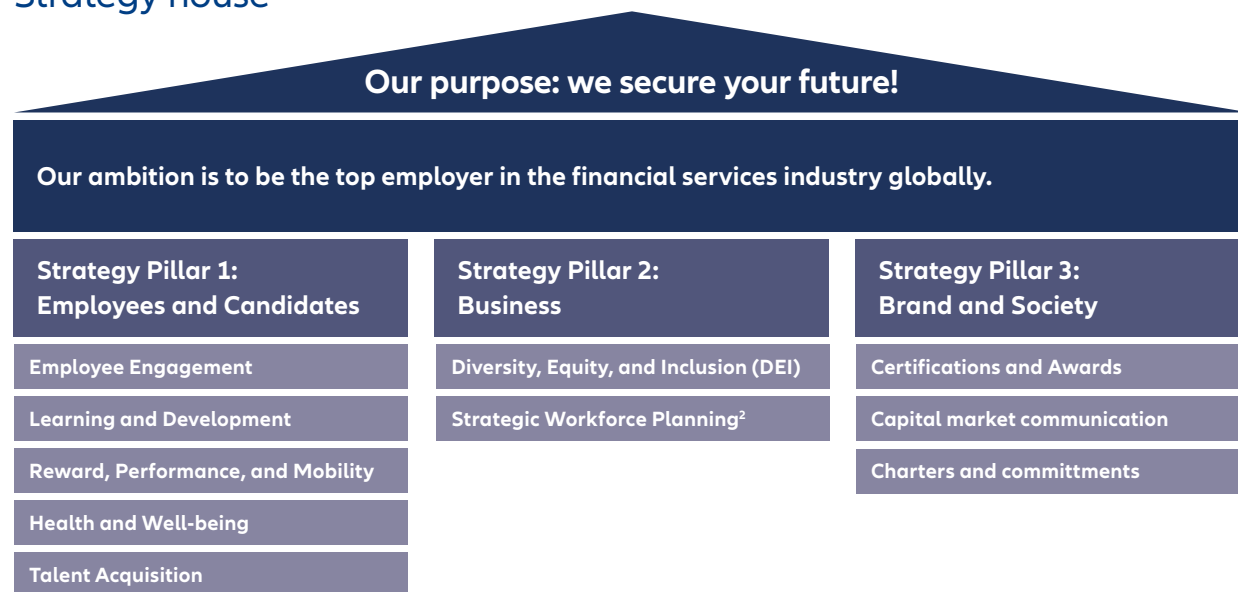 Strategy house
Our purpose: we secure your future!
Our ambition is to be the top employer in the financial services industry globally.
Strategy Pillar 1:
Employees and Candidates
Employee Engagement
Learning and Development
Reward, Performance, and Mobility
Health and Well-being
Talent Acquisition
Strategy Pillar 2:
Business
Diversity, Equity, and Inclusion (DEI)
Strategic Workforce Planning²
Strategy Pillar 3:
Brand and Society
Certifications and Awards
Capital market communication
Charters and committments